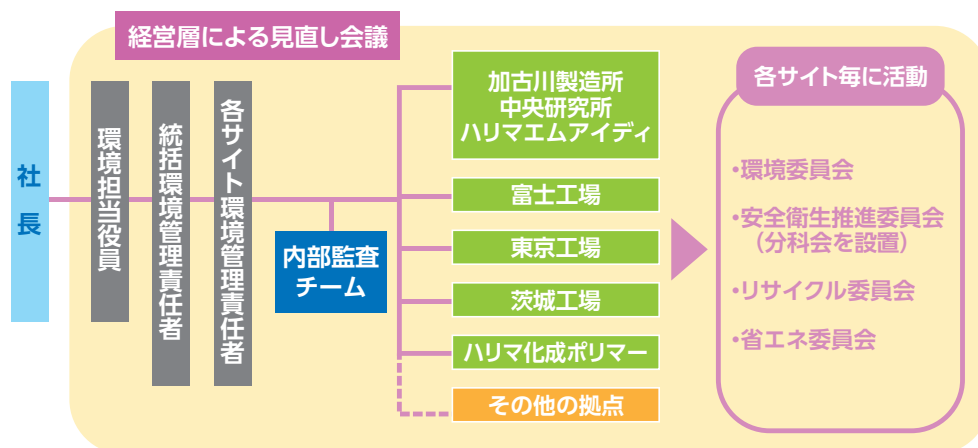 経営層による見直し会議
社長
環境担当役員
統括環境管理責任者
各サイト環境管理責任者
内部監査
チーム
加古川製造所
中央研究所
ハリマエムアイディ
富士工場
東京工場
茨城工場
ハリマ化成ポリマー
その他の拠点
各サイト毎に活動
・環境委員会
・安全衛生推進委員会
（分科会を設置）
・リサイクル委員会
・省エネ委員会